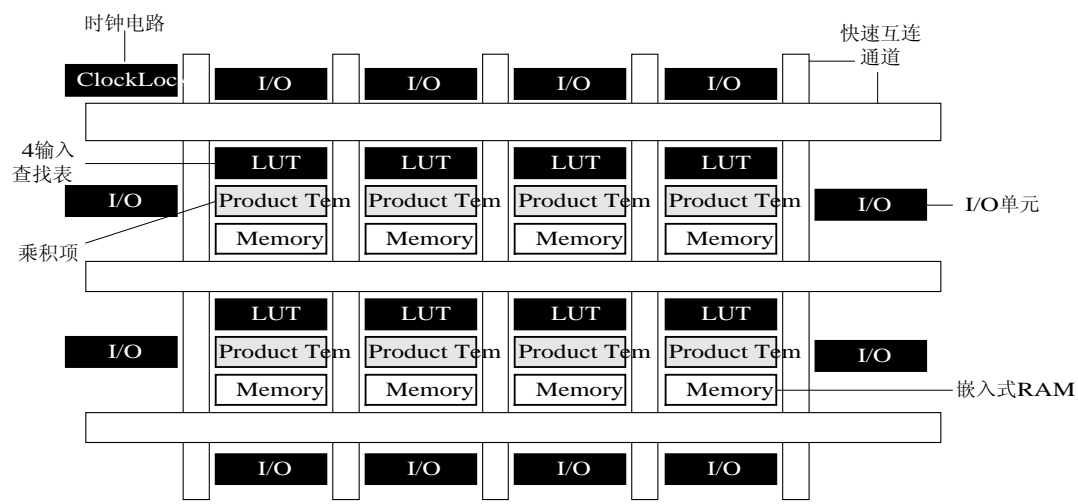 时钟电路
快速互连
通道
ClockLoc
I/O I/O I/O I/O
4输入
查找表
LUT LUT LUT LUT
I/O Product Tem Product Tem Product Tem Product Tem I/O I/O单元
乘积项
Memory Memory Memory Memory
LUT LUT LUT LUT
I/O Product Tem Product Tem Product Tem Product Tem I/O
Memory Memory Memory Memory 嵌入式RAM
I/O I/O I/O I/O